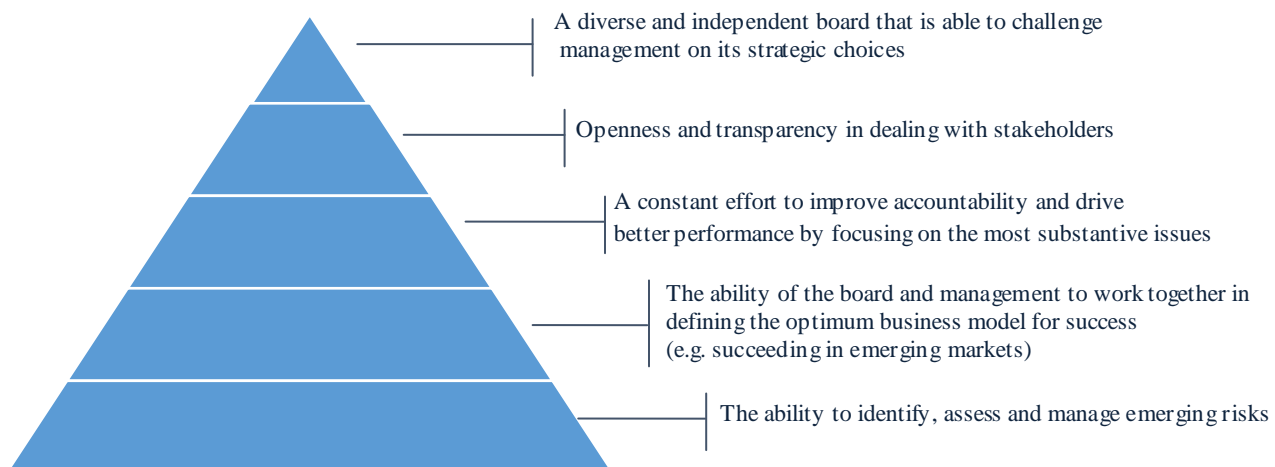 A diverse and independent board that is able to challenge
management on its strategic choices
Openness and transparency in dealing with stakeholders
A constant effort to improve accountability and drive
better performance by focusing on the most substantive issues
The ability of the board and management to work together in
defining the optimum business model for success
(e.g. succeeding in emerging markets)
The ability to identify, assess and manage emerging risks